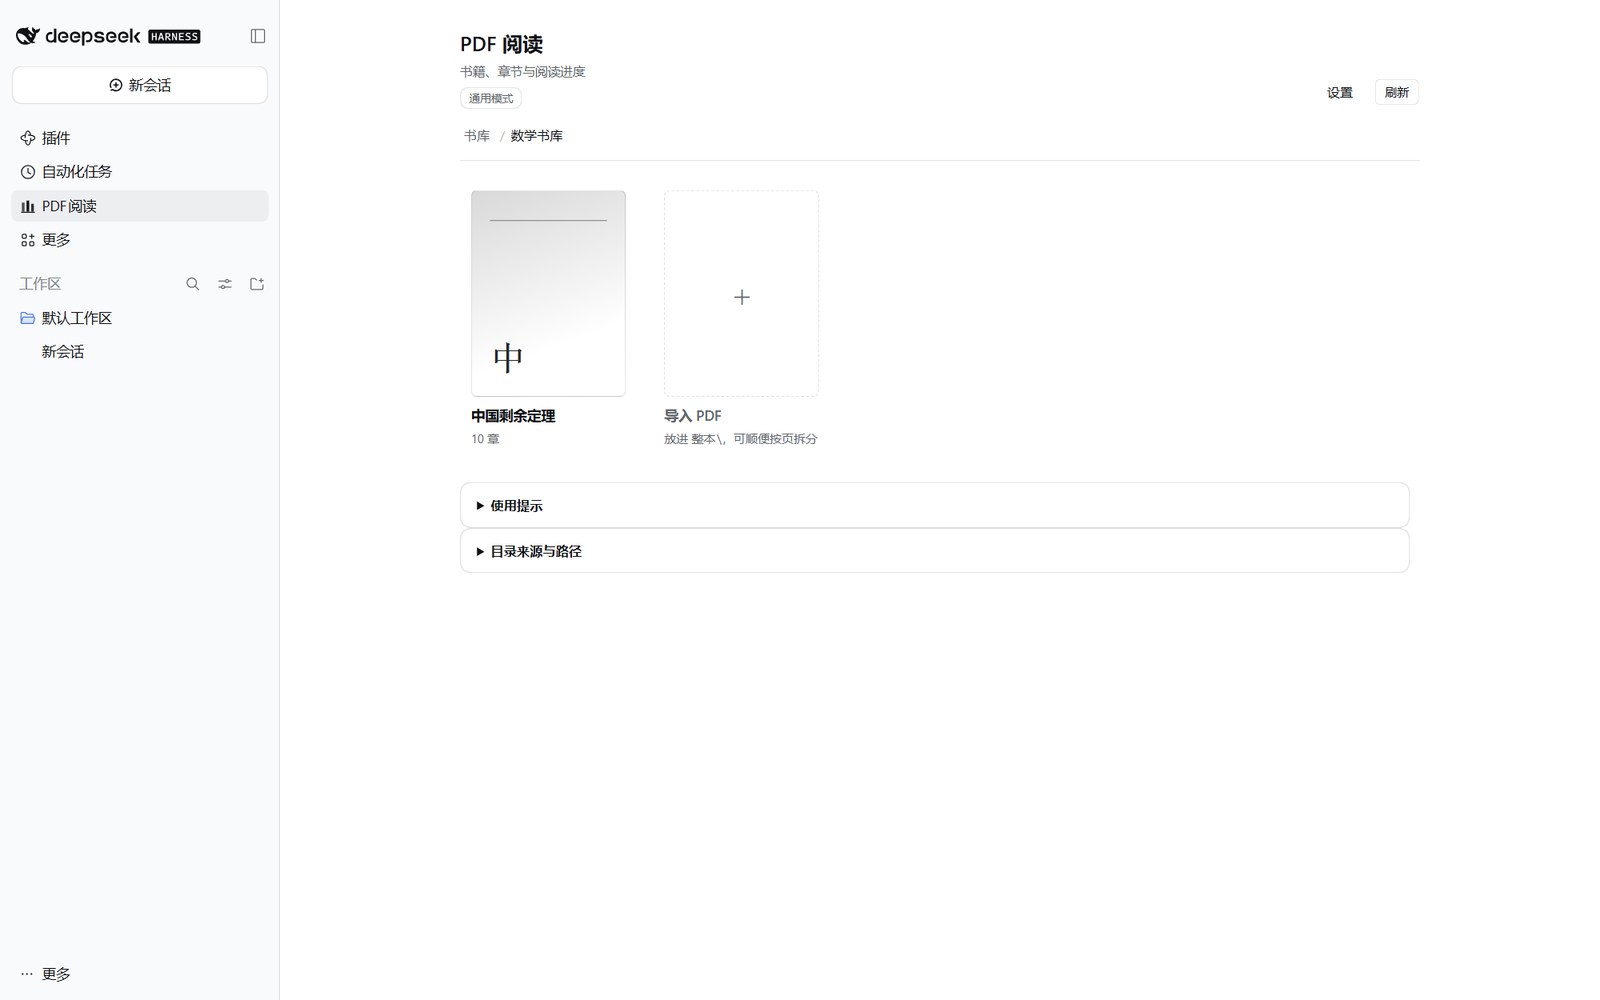 deepseek HARNESS
新会话
插件
自动化任务
PDF阅读
更多
工作区
默认工作区
新会话
更多
PDF 阅读
书籍、章节与阅读进度
通用模式
设置
刷新
书库 / 数学书库
中
中国剩余定理
10 章
导入 PDF
放进 整本\，可顺便按页拆分
使用提示
目录来源与路径